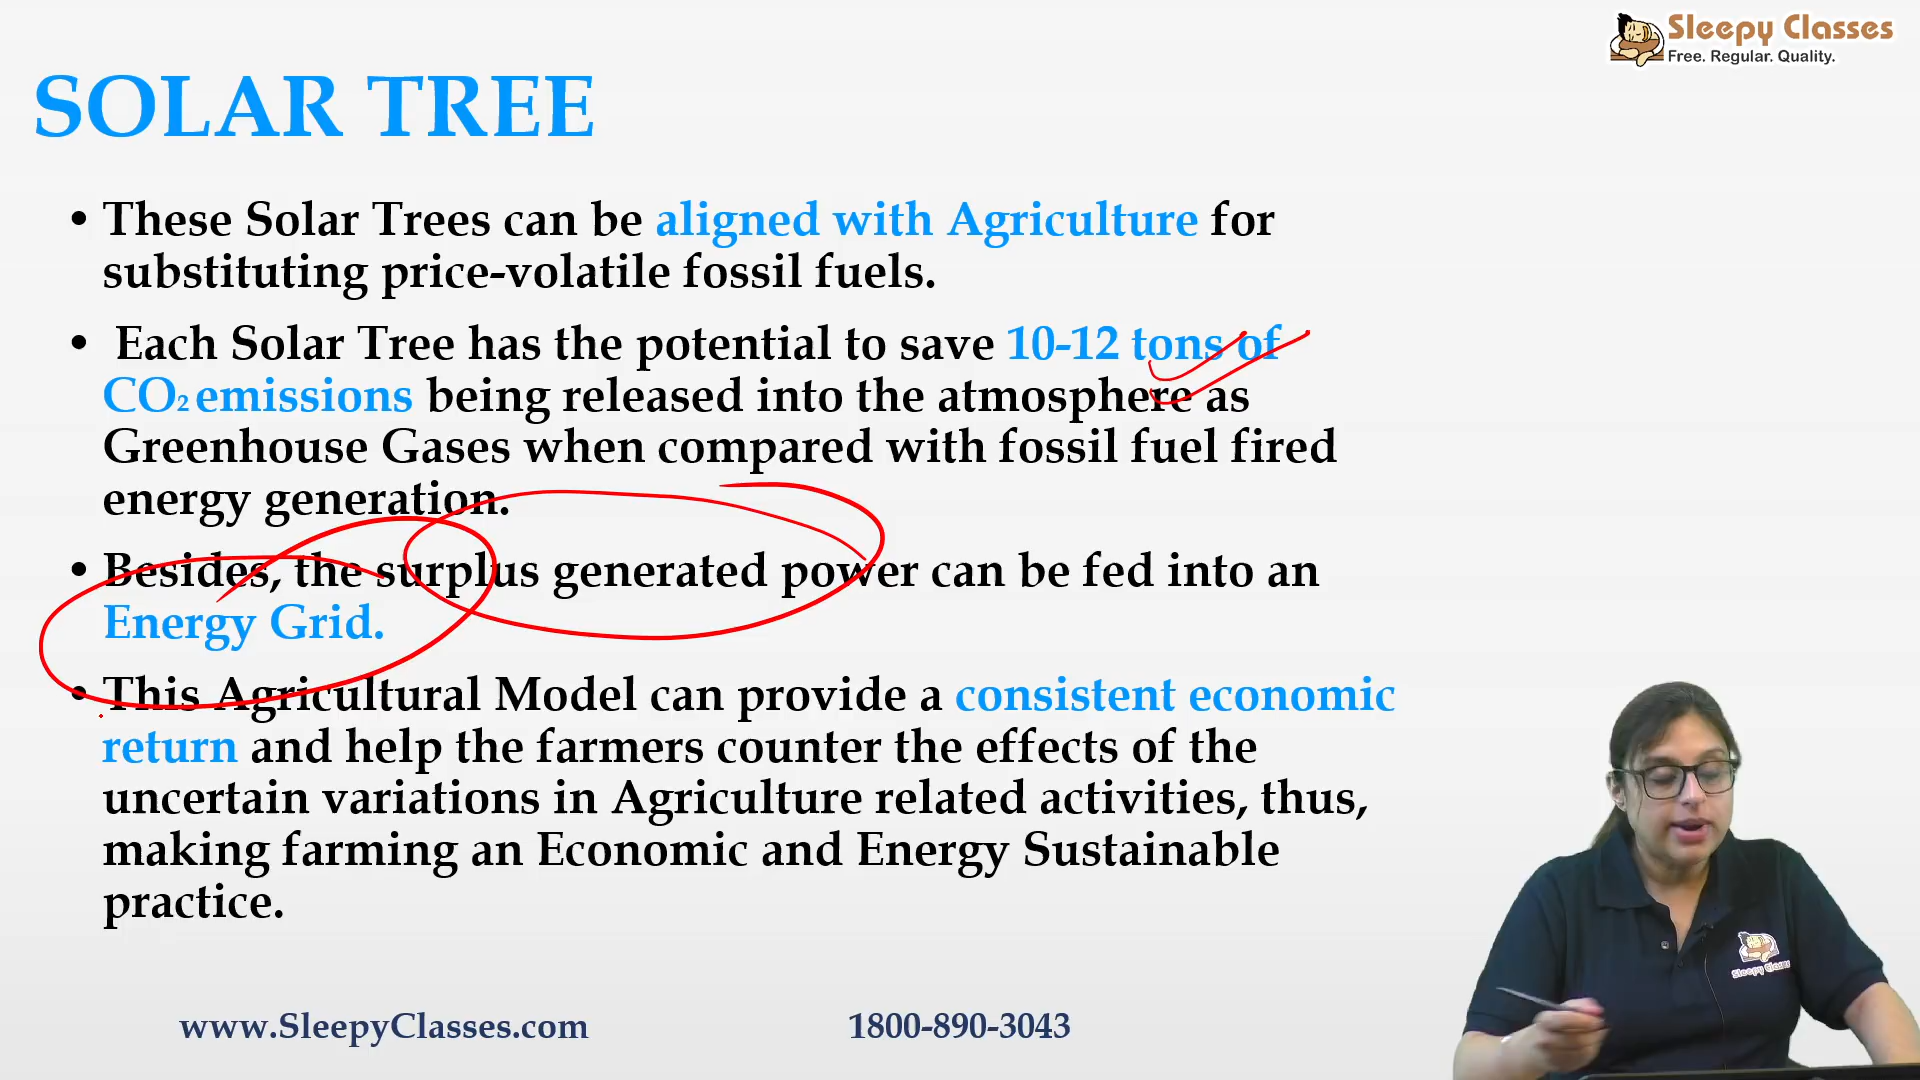 Sleepy Classes
Free. Regular. Quality.
SOLAR TREE
• These Solar Trees can be aligned with Agriculture for
substituting price-volatile fossil fuels.
• Each Solar Tree has the potential to save 10-12 tons of
CO₂ emissions being released into the atmosphere as
Greenhouse Gases when compared with fossil fuel fired
energy generation.
• Besides, the surplus generated power can be fed into an
Energy Grid.
• This Agricultural Model can provide a consistent economic
return and help the farmers counter the effects of the
uncertain variations in Agriculture related activities, thus,
making farming an Economic and Energy Sustainable
practice.
Sleepy Classes
www.SleepyClasses.com
1800-890-3043